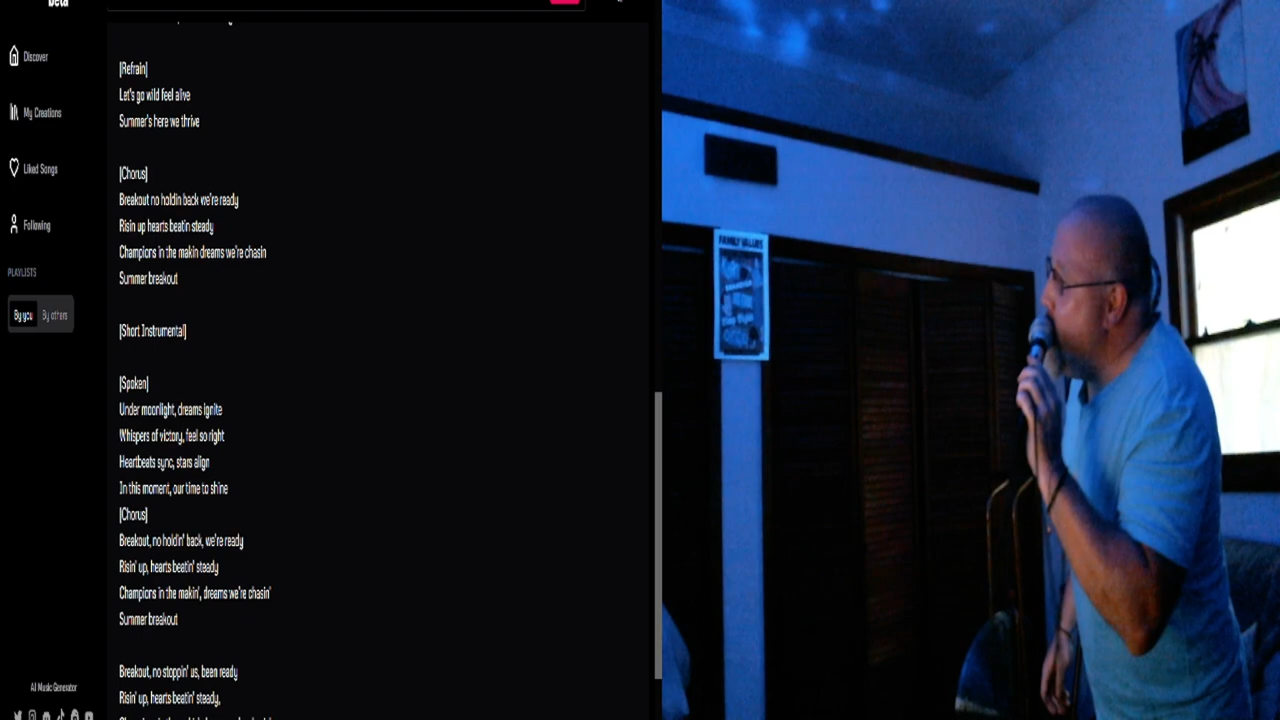 beta
Discover
My Creations
Liked Songs
Following
PLAYLISTS
By you
By others
AI Music Generator
[Refrain]
Let's go wild feel alive
Summer's here we thrive
[Chorus]
Breakout no holdin back we're ready
Risin up hearts beatin steady
Champions in the makin dreams we're chasin
Summer breakout
[Short Instrumental]
[Spoken]
Under moonlight, dreams ignite
Whispers of victory, feel so right
Heartbeats sync, stars align
In this moment, our time to shine
[Chorus]
Breakout, no holdin' back, we're ready
Risin' up, hearts beatin' steady
Champions in the makin', dreams we're chasin'
Summer breakout
Breakout, no stoppin' us, been ready
Risin' up, hearts beatin' steady,
FAMILY VALUES